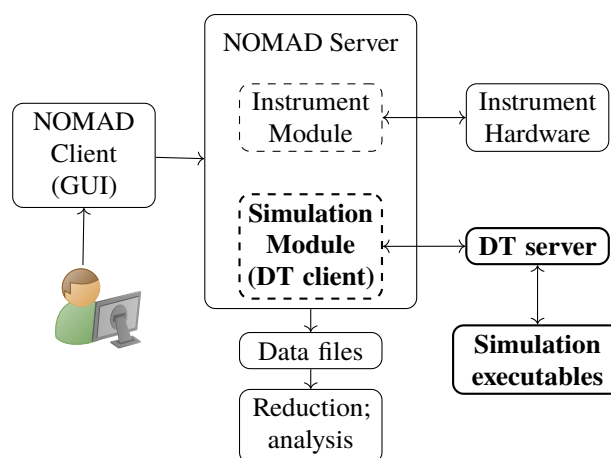 NOMAD Server
Instrument
Module
Instrument
Hardware
NOMAD
Client
(GUI)
Simulation
Module
(DT client)
DT server
Data files
Simulation
executables
Reduction;
analysis